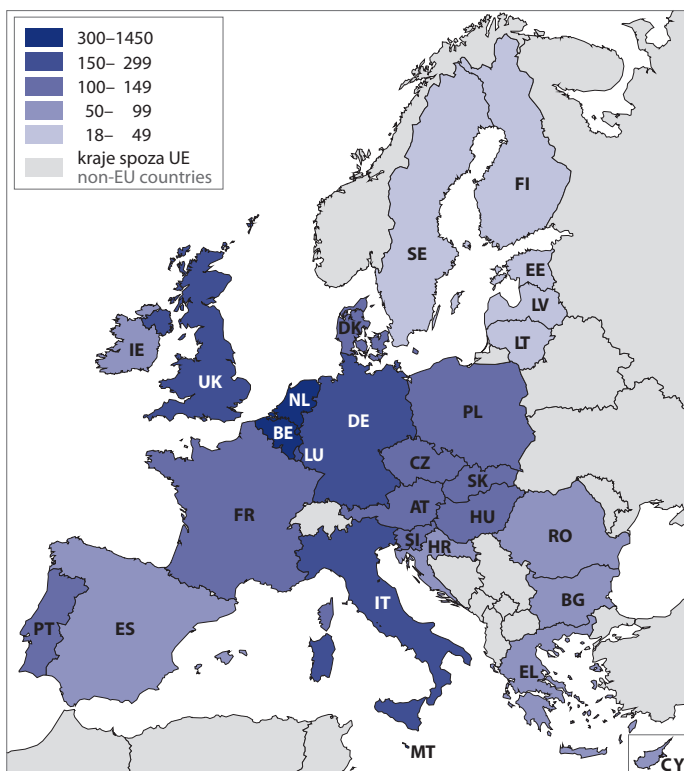 300–1450
150– 299
100– 149
50– 99
18– 49
kraje spoza UE
non-EU countries
FI
SE
EE
LV
DK
LT
IE
UK
NL
DE
PL
BE
LU
CZ
SK
AT
HU
FR
SI
HR
RO
IT
BG
PT
ES
EL
MT
CY